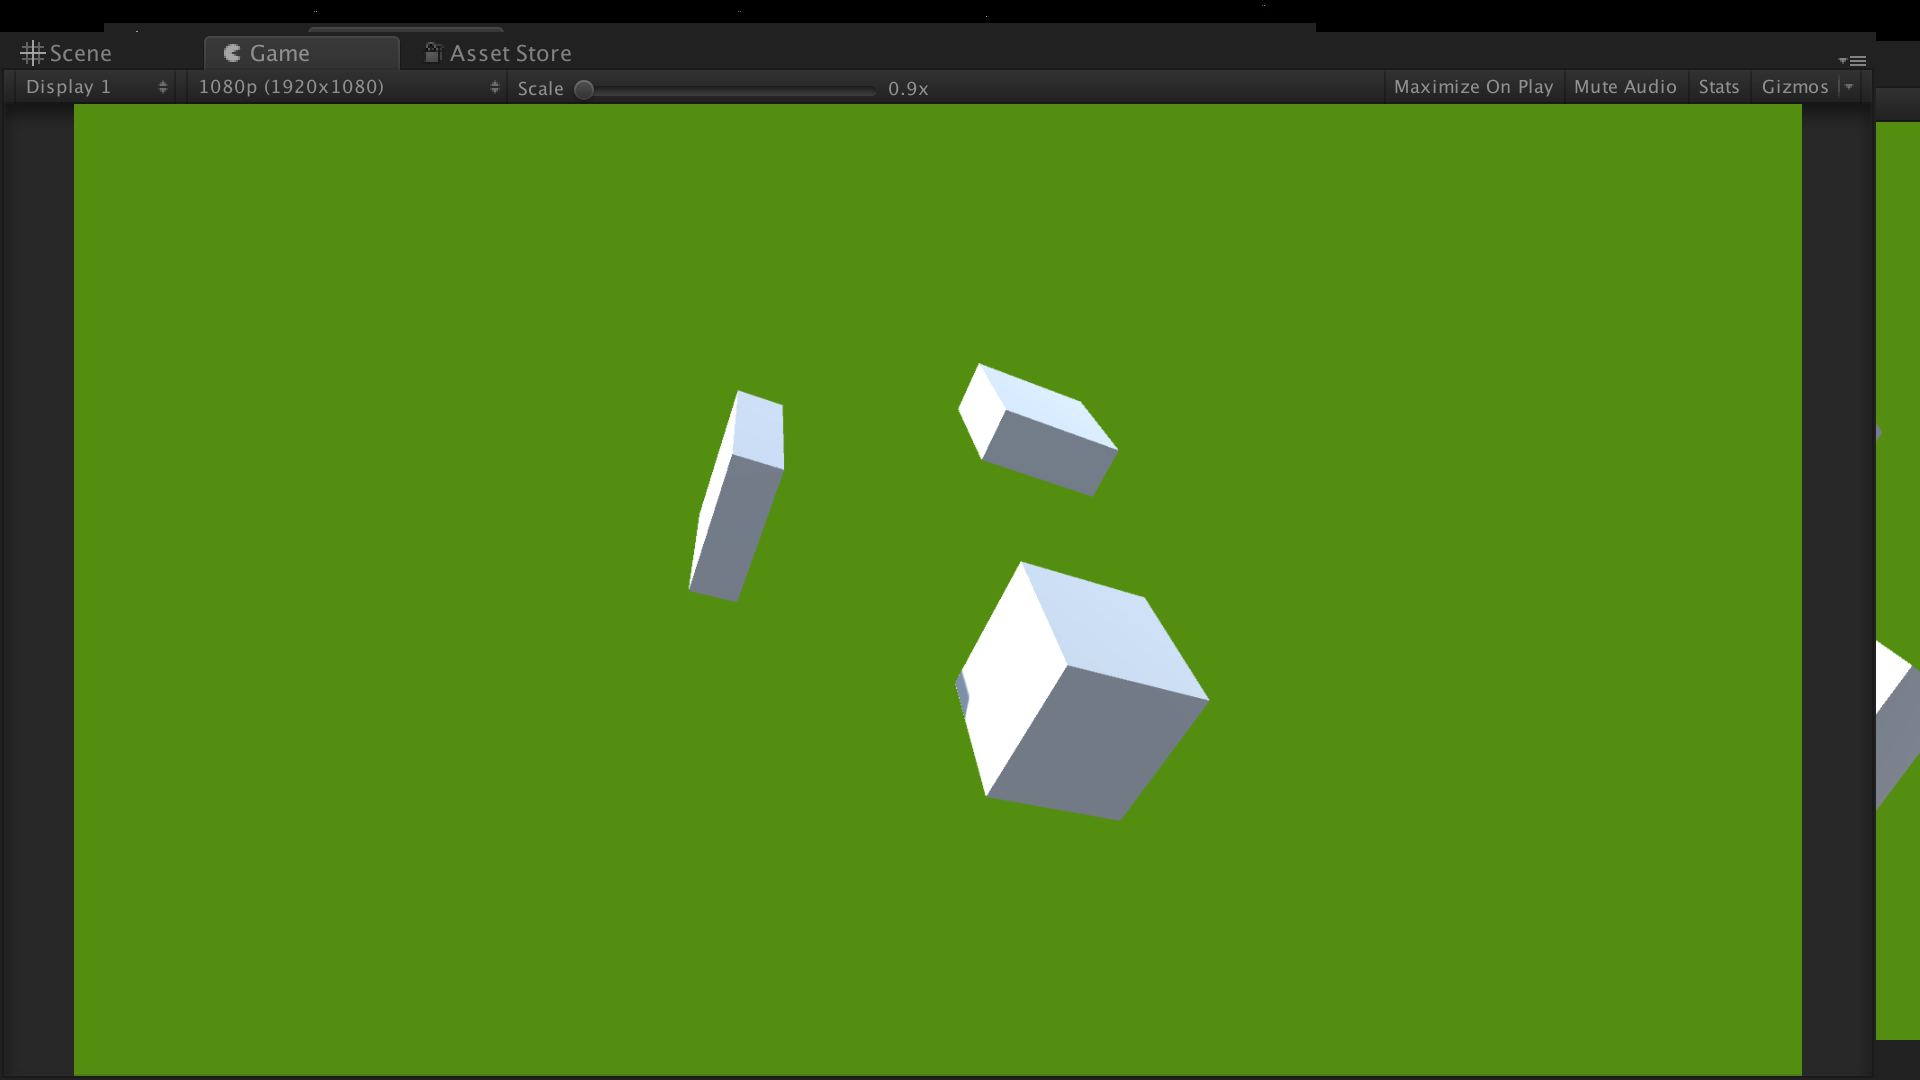 Scene Game Asset Store
Display 1 1080p (1920x1080) Scale 0.9x Maximize On Play Mute Audio Stats Gizmos